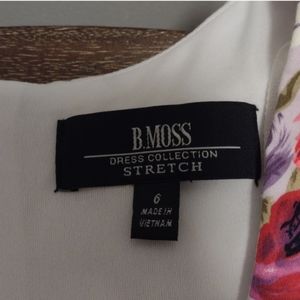 B.MOSS
DRESS COLLECTION
STRETCH
6
MADE IN
VIETNAM